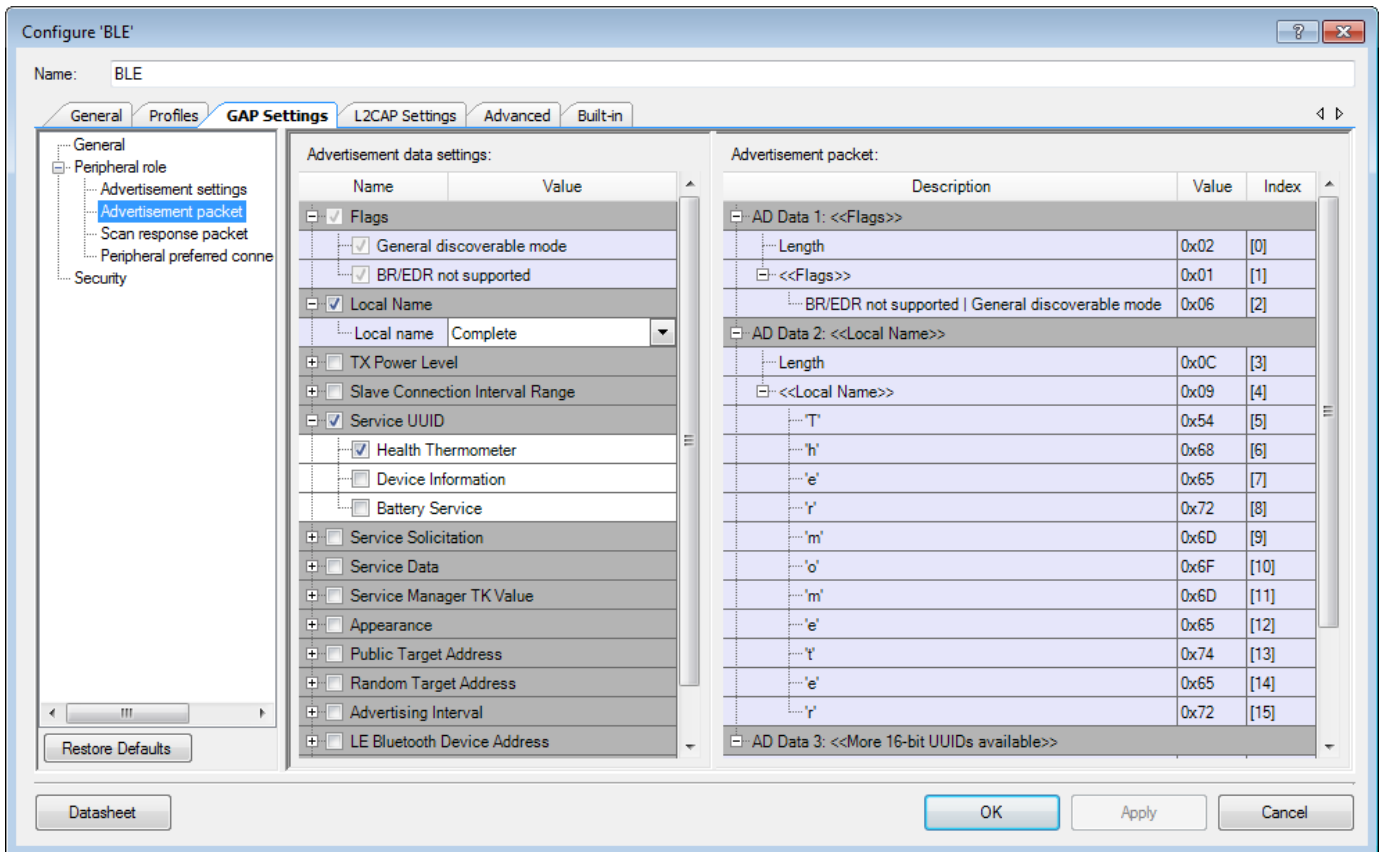 Configure 'BLE'
Name: BLE
General Profiles GAP Settings L2CAP Settings Advanced Built-in
General
Peripheral role
Advertisement settings
Advertisement packet
Scan response packet
Peripheral preferred conne
Security
Restore Defaults
Advertisement data settings:
Name Value
Flags
General discoverable mode
BR/EDR not supported
Local Name
Local name Complete
TX Power Level
Slave Connection Interval Range
Service UUID
Health Thermometer
Device Information
Battery Service
Service Solicitation
Service Data
Service Manager TK Value
Appearance
Public Target Address
Random Target Address
Advertising Interval
LE Bluetooth Device Address
Advertisement packet:
Description Value Index
AD Data 1: <<Flags>>
Length 0x02 [0]
<<Flags>> 0x01 [1]
BR/EDR not supported | General discoverable mode 0x06 [2]
AD Data 2: <<Local Name>>
Length 0x0C [3]
<<Local Name>> 0x09 [4]
'T' 0x54 [5]
'h' 0x68 [6]
'e' 0x65 [7]
'r' 0x72 [8]
'm' 0x6D [9]
'o' 0x6F [10]
'm' 0x6D [11]
'e' 0x65 [12]
't' 0x74 [13]
'e' 0x65 [14]
'r' 0x72 [15]
AD Data 3: <<More 16-bit UUIDs available>>
Datasheet OK Apply Cancel